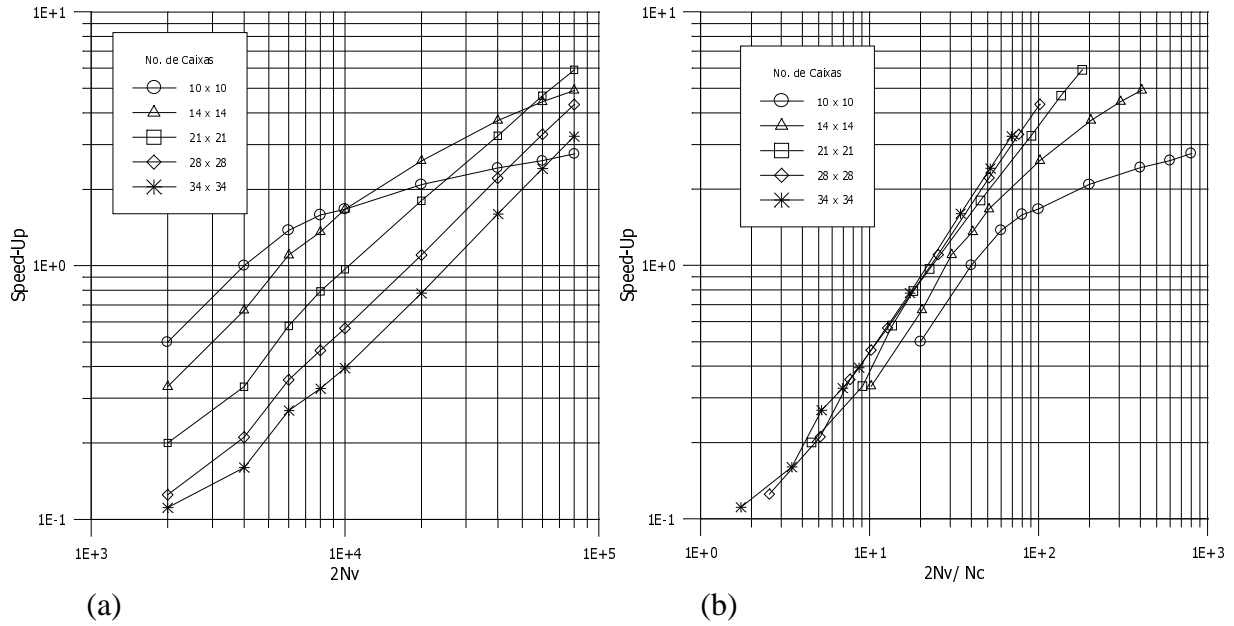 1E+1
No. de Caixas
10 x 10
14 x 14
21 x 21
28 x 28
34 x 34
1E+0
Speed-Up
1E-1
1E+3
1E+4
1E+5
2Nv
(a)
1E+1
No. de Caixas
10 x 10
14 x 14
21 x 21
28 x 28
34 x 34
1E+0
Speed-Up
1E-1
1E+0
1E+1
1E+2
1E+3
2Nv/ Nc
(b)